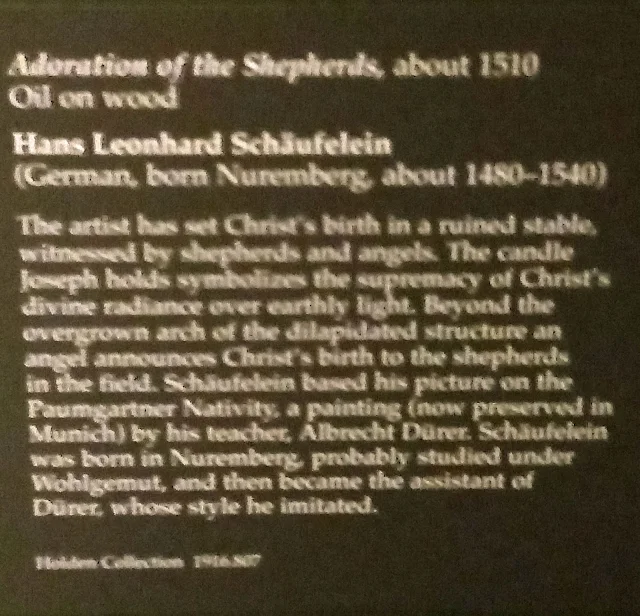 Adoration of the Shepherds, about 1510
Oil on wood
Hans Leonhard Schäufelein
(German, born Nuremberg, about 1480–1540)
The artist has set Christ's birth in a ruined stable,
witnessed by shepherds and angels. The candle
Joseph holds symbolizes the supremacy of Christ's
divine radiance over earthly light. Beyond the
overgrown arch of the dilapidated structure an
angel announces Christ's birth to the shepherds
in the field. Schäufelein based his picture on the
Paumgartner Nativity, a painting (now preserved in
Munich) by his teacher, Albrecht Dürer. Schäufelein
was born in Nuremberg, probably studied under
Wohlgemut, and then became the assistant of
Dürer, whose style he imitated.
Holden Collection 1916.807